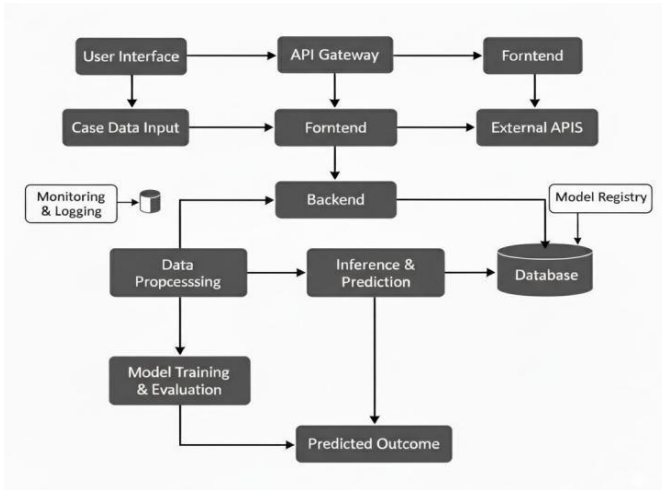 User Interface
API Gateway
Forntend
Case Data Input
Forntend
External APIS
Monitoring
& Logging
Backend
Model Registry
Data
Propcesssing
Inference &
Prediction
Database
Model Training
& Evaluation
Predicted Outcome